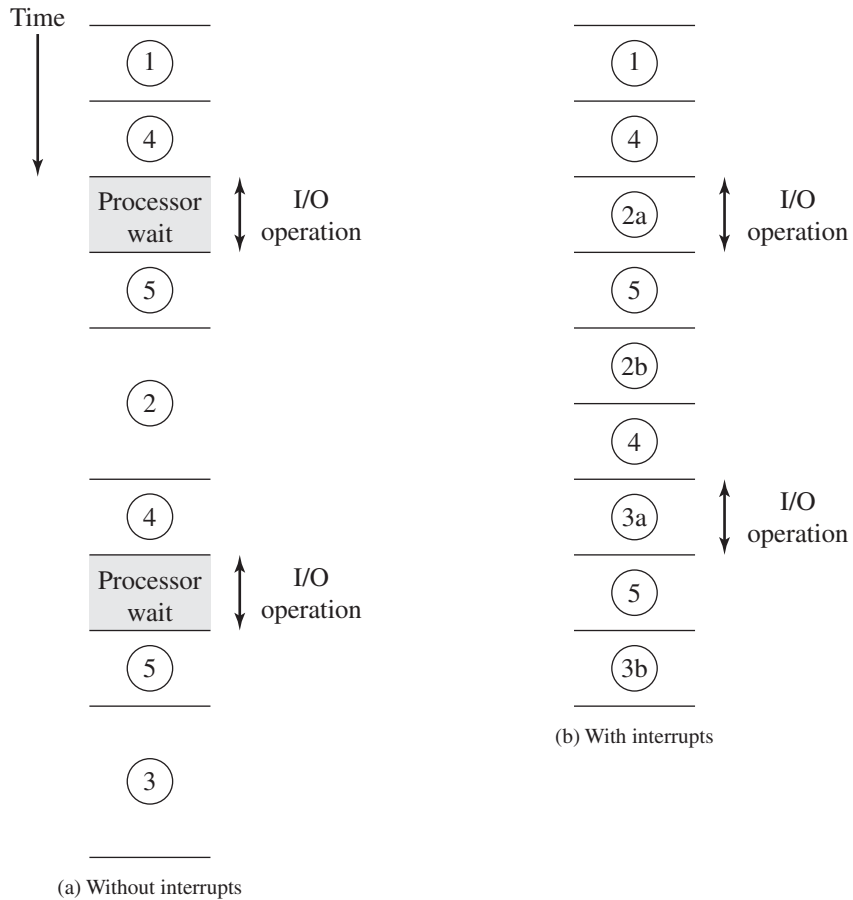 Time
1
4
Processor
wait
I/O
operation
5
2
4
Processor
wait
I/O
operation
5
3
(a) Without interrupts
1
4
2a
I/O
operation
5
2b
4
3a
I/O
operation
5
3b
(b) With interrupts